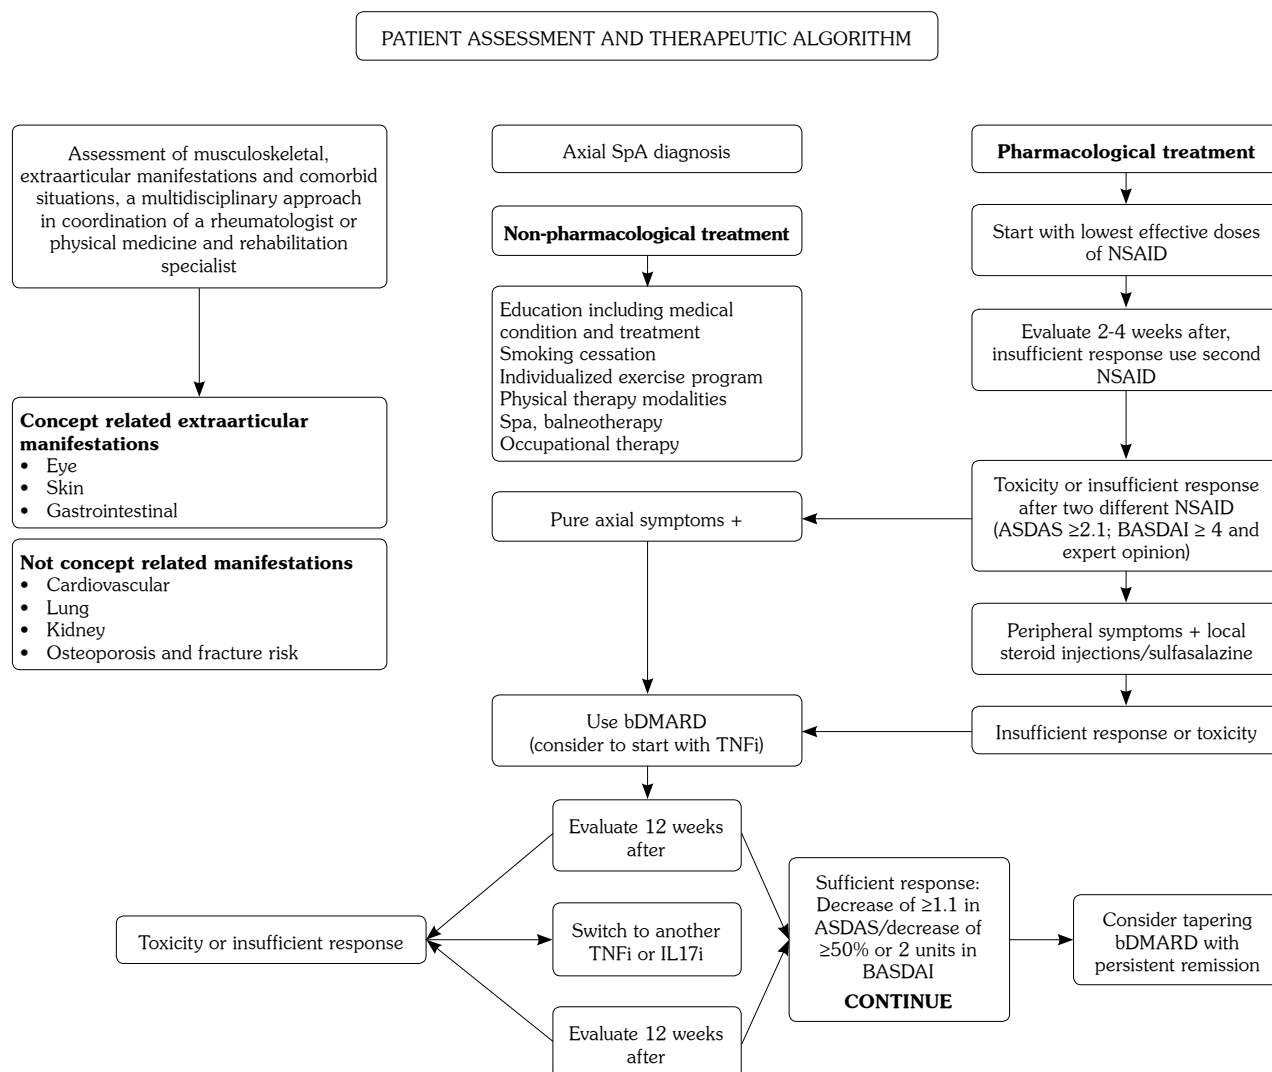 PATIENT ASSESSMENT AND THERAPEUTIC ALGORITHM
Assessment of musculoskeletal,
extraarticular manifestations and comorbid
situations, a multidisciplinary approach
in coordination of a rheumatologist or
physical medicine and rehabilitation
specialist
Concept related extraarticular
manifestations
• Eye
• Skin
• Gastrointestinal
Not concept related manifestations
• Cardiovascular
• Lung
• Kidney
• Osteoporosis and fracture risk
Axial SpA diagnosis
Non-pharmacological treatment
Education including medical
condition and treatment
Smoking cessation
Individualized exercise program
Physical therapy modalities
Spa, balneotherapy
Occupational therapy
Pure axial symptoms +
Pharmacological treatment
Start with lowest effective doses
of NSAID
Evaluate 2-4 weeks after,
insufficient response use second
NSAID
Toxicity or insufficient response
after two different NSAID
(ASDAS ≥2.1; BASDAI ≥ 4 and
expert opinion)
Peripheral symptoms + local
steroid injections/sulfasalazine
Insufficient response or toxicity
Use bDMARD
(consider to start with TNFi)
Evaluate 12 weeks
after
Toxicity or insufficient response
Switch to another
TNFi or IL17i
Evaluate 12 weeks
after
Sufficient response:
Decrease of ≥1.1 in
ASDAS/decrease of
≥50% or 2 units in
BASDAI
CONTINUE
Consider tapering
bDMARD with
persistent remission